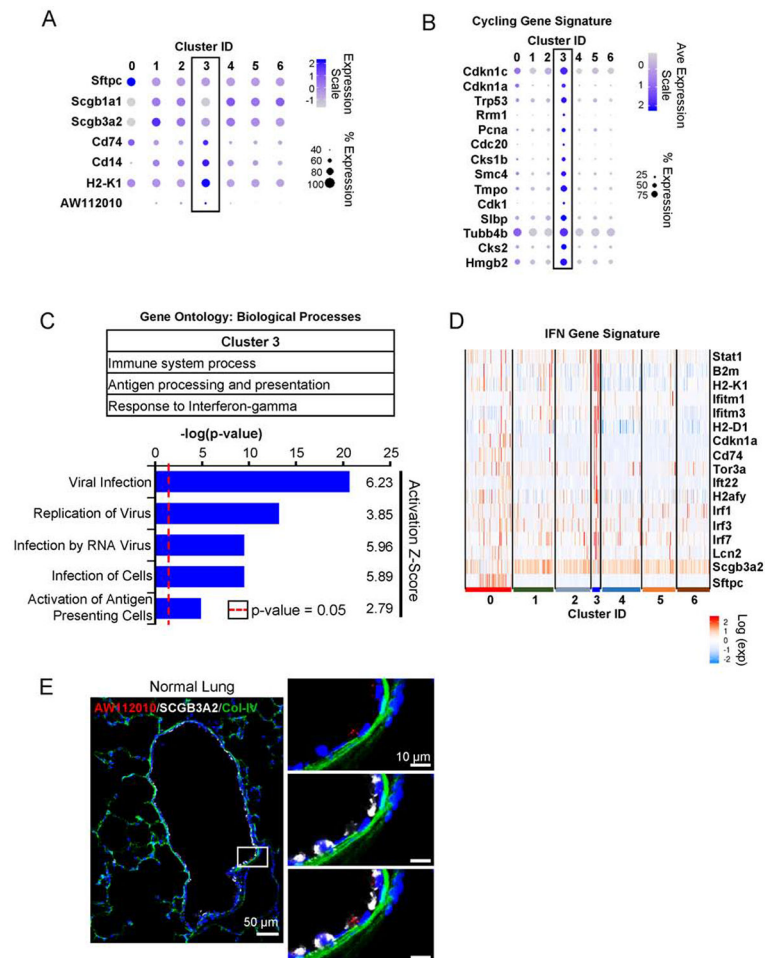 A
Cluster ID
0 1 2 3 4 5 6
Sftpc
Scgb1a1
Scgb3a2
Cd74
Cd14
H2-K1
AW112010
Expression Scale
2
1
0
-1
% Expression
40
60
80
100
B
Cycling Gene Signature
Cluster ID
0 1 2 3 4 5 6
Cdkn1c
Cdkn1a
Trp53
Rrm1
Pcna
Cdc20
Cks1b
Smc4
Tmpo
Cdk1
Slbp
Tubb4b
Cks2
Hmgb2
Ave Expression Scale
0
1
2
% Expression
25
50
75
C
Gene Ontology: Biological Processes
Cluster 3
Immune system process
Antigen processing and presentation
Response to Interferon-gamma
-log(p-value)
0 5 10 15 20 25
Viral Infection 6.23
Replication of Virus 3.85
Infection by RNA Virus 5.96
Infection of Cells 5.89
Activation of Antigen
Presenting Cells 2.79
p-value = 0.05
Activation Z-Score
D
IFN Gene Signature
Stat1
B2m
H2-K1
Ifitm1
Ifitm3
H2-D1
Cdkn1a
Cd74
Tor3a
Ift22
H2afy
Irf1
Irf3
Irf7
Lcn2
Scgb3a2
Sftpc
0 1 2 3 4 5 6
Cluster ID
Log (exp)
2
1
0
-1
-2
E
Normal Lung
AW112010/SCGB3A2/Col-IV
50 µm
10 µm